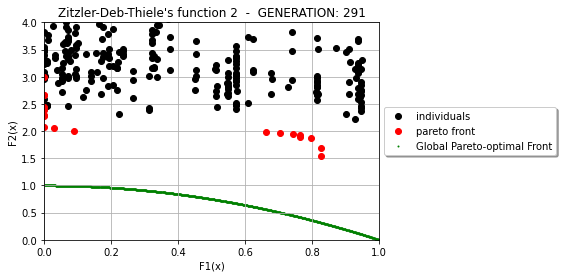 Zitzler-Deb-Thiele's function 2 - GENERATION: 291
4.0
3.5
3.0
2.5
2.0
1.5
1.0
0.5
0.0
F2(x)
0.0 0.2 0.4 0.6 0.8 1.0
F1(x)
individuals
pareto front
Global Pareto-optimal Front